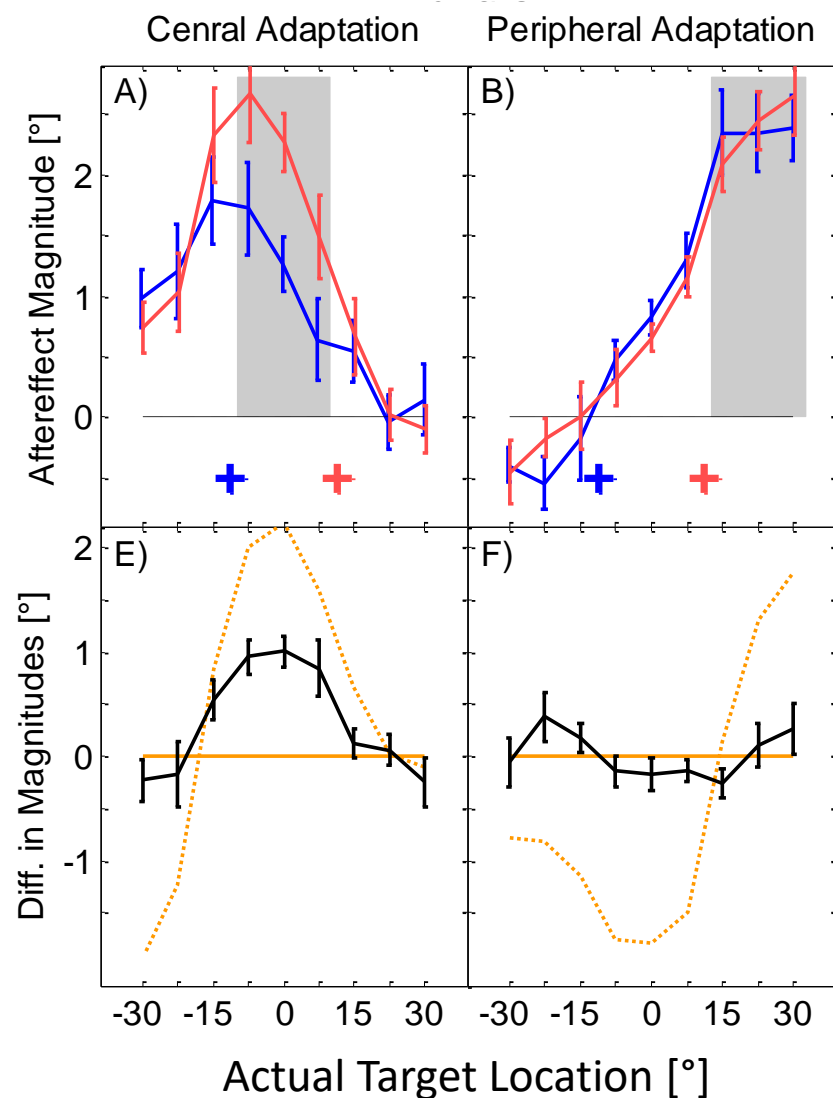 Cenral Adaptation Peripheral Adaptation
A) B)
Aftereffect Magnitude [°]
2
1
0
E) F)
Diff. in Magnitudes [°]
2
1
0
-1
-30 -15 0 15 30 -30 -15 0 15 30
Actual Target Location [°]